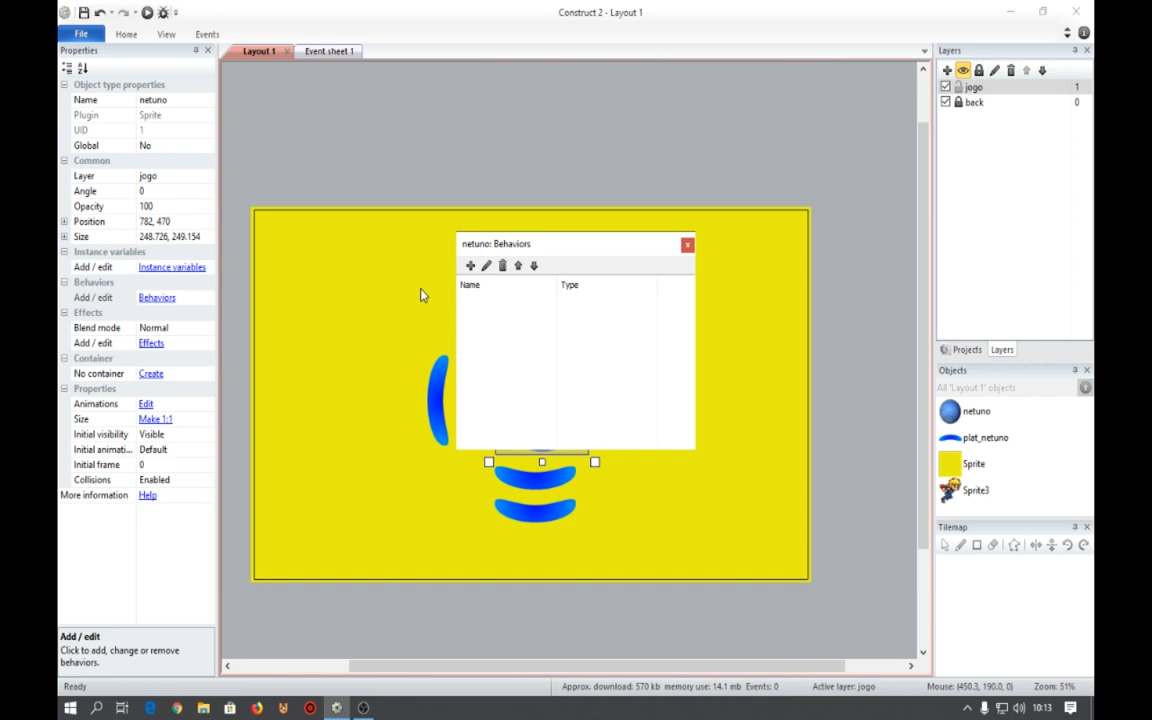 Construct 2 - Layout 1
File Home View Events
Properties
Layout 1 Event sheet 1
Layers
Object type properties
Name netuno
Plugin Sprite
UID 1
Global No
Common
Layer jogo
Angle 0
Opacity 100
Position 782, 470
Size 248.726, 249.154
Instance variables
Add / edit Instance variables
Behaviors
Add / edit Behaviors
Effects
Blend mode Normal
Add / edit Effects
Container
No container Create
Properties
Animations Edit
Size Make 1:1
Initial visibility Visible
Initial animati... Default
Initial frame 0
Collisions Enabled
More information Help
Add / edit
Click to add, change or remove
behaviors.
netuno: Behaviors
Name Type
jogo 1
back 0
Projects Layers
Objects
All 'Layout 1' objects
netuno
plat_netuno
Sprite
Sprite3
Tilemap
Ready Approx. download: 570 kb memory use: 14.1 mb Events: 0 Active layer: jogo Mouse: (450.3, 190.0, 0) Zoom: 51%
10:13